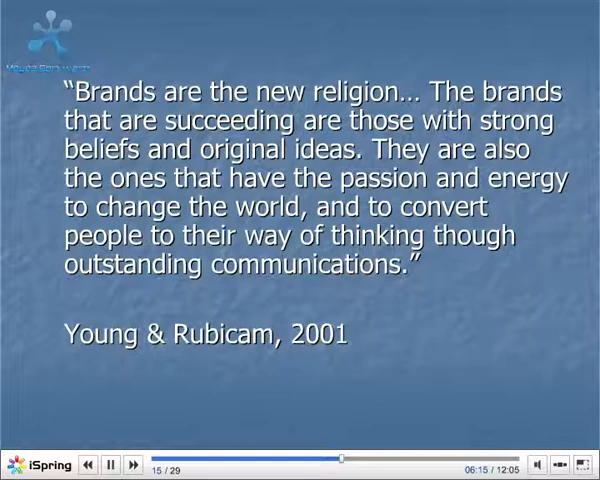 “Brands are the new religion… The brands
that are succeeding are those with strong
beliefs and original ideas. They are also
the ones that have the passion and energy
to change the world, and to convert
people to their way of thinking though
outstanding communications.”
Young & Rubicam, 2001
iSpring
15 / 29
06:15 / 12:05